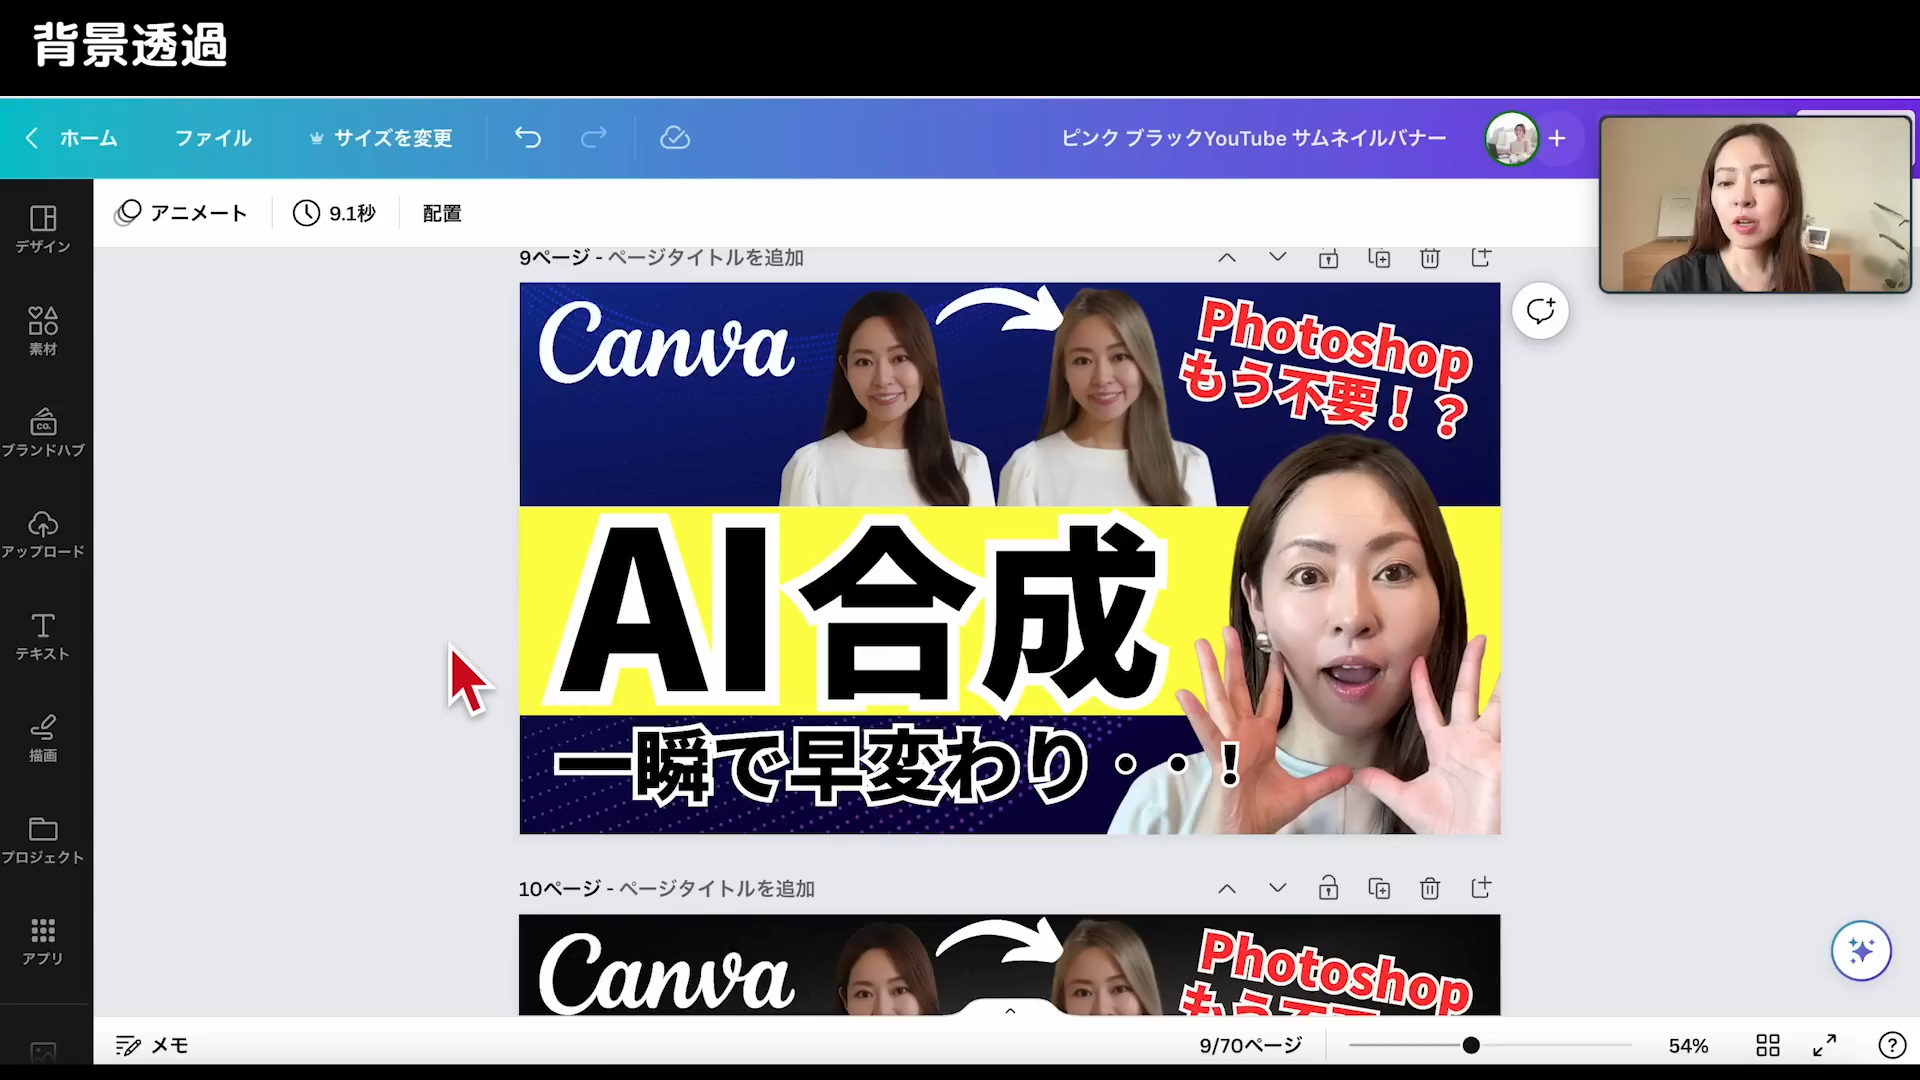 背景透過
ホーム
ファイル
サイズを変更
ピンク ブラックYouTube サムネイルバナー
アニメート
9.1秒
配置
デザイン
素材
CO.
ブランドハブ
アップロード
テキスト
描画
プロジェクト
アプリ
9ページ - ページタイトルを追加
Canva
Photoshop
もう不要！？
AI合成
一瞬で早変わり・・！
10ページ - ページタイトルを追加
Canva
Photoshop
メモ
9/70ページ
54%